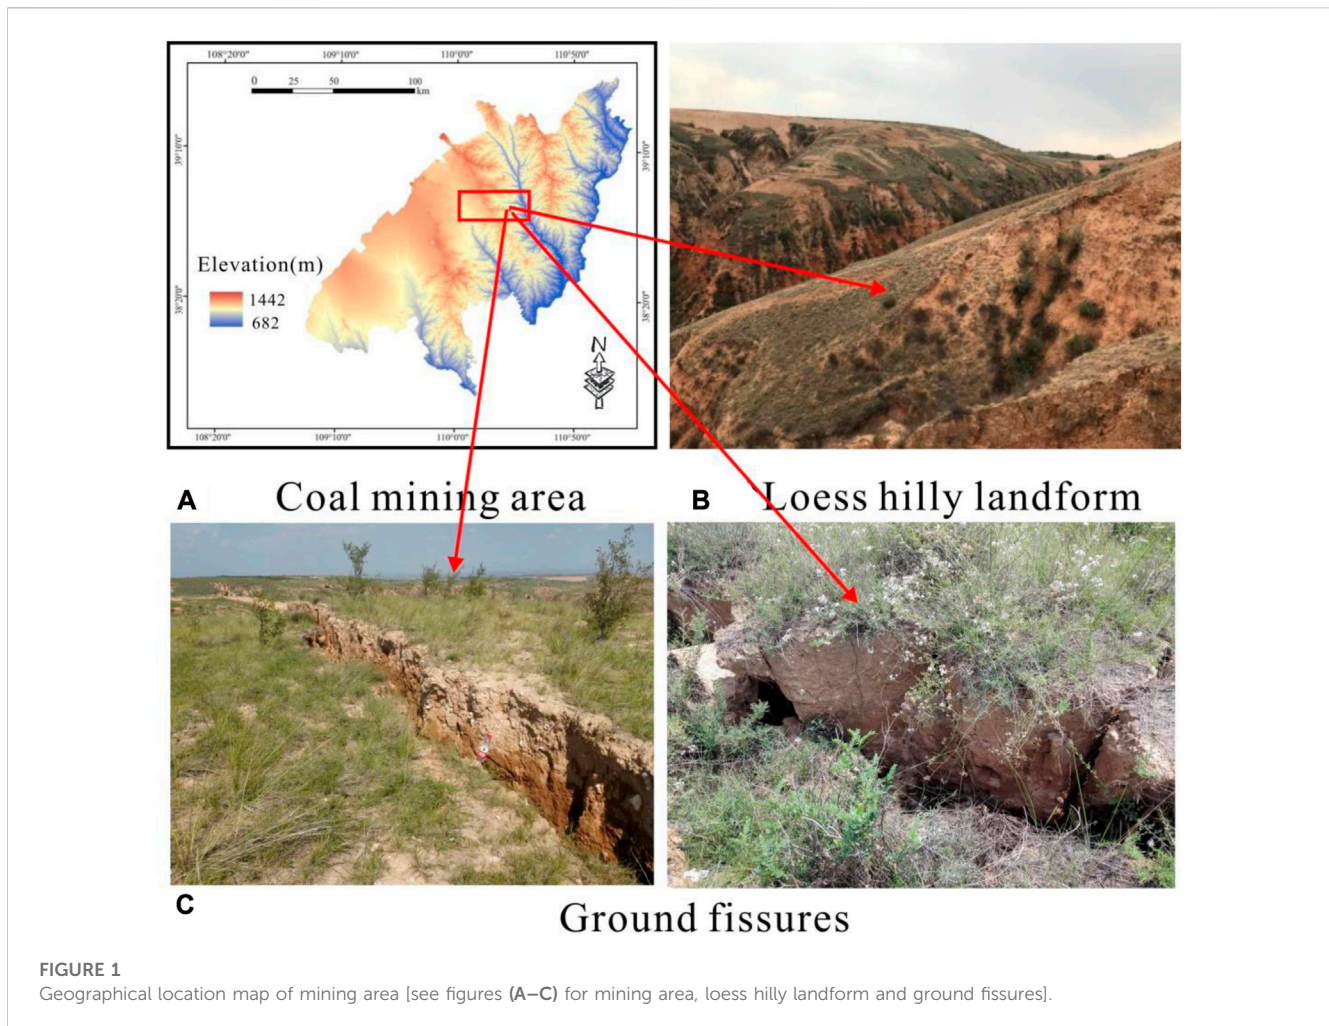 108°20'0" 109°10'0" 110°0'0" 110°50'0"
0 25 50 100
km
39°10'0" 39°10'0"
Elevation(m)
1442
682
38°20'0" 38°20'0"
N
108°20'0" 109°10'0" 110°0'0" 110°50'0"
A Coal mining area B Loess hilly landform
C
Ground fissures
FIGURE 1
Geographical location map of mining area [see figures (A–C) for mining area, loess hilly landform and ground fissures].